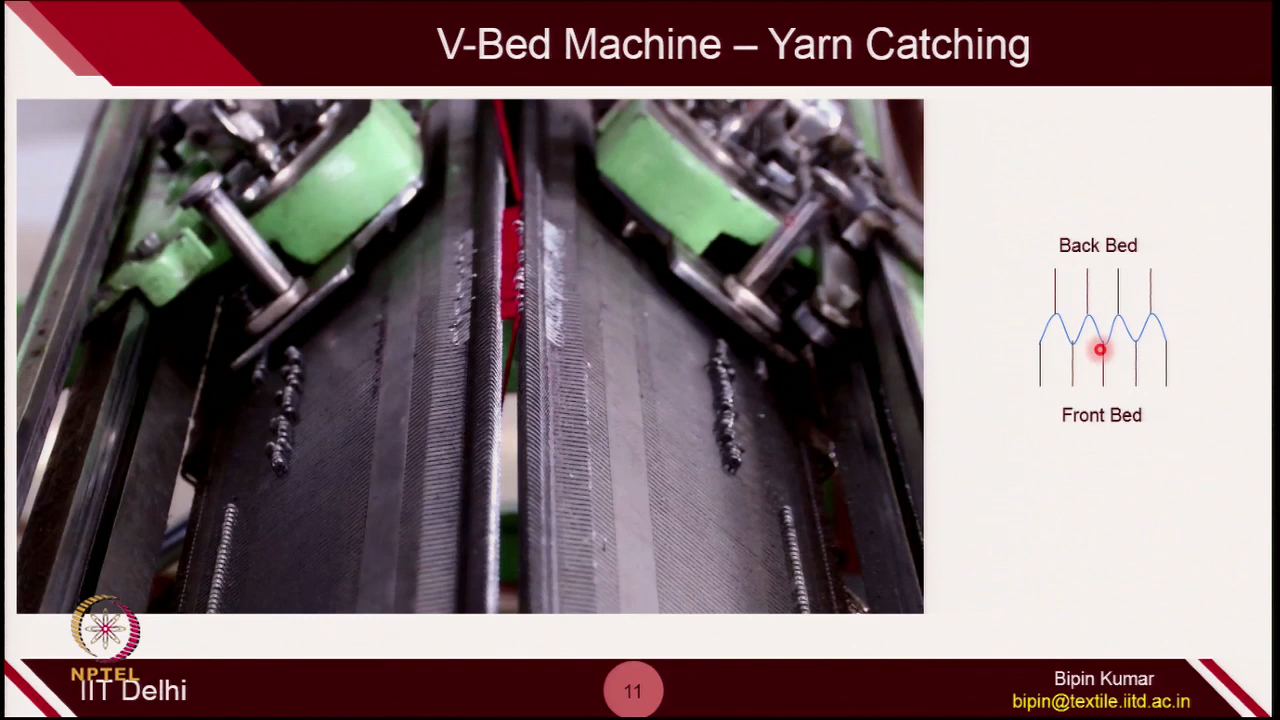 V-Bed Machine – Yarn Catching
Back Bed
Front Bed
NPTEL
IIT Delhi
11
Bipin Kumar
bipin@textile.iitd.ac.in